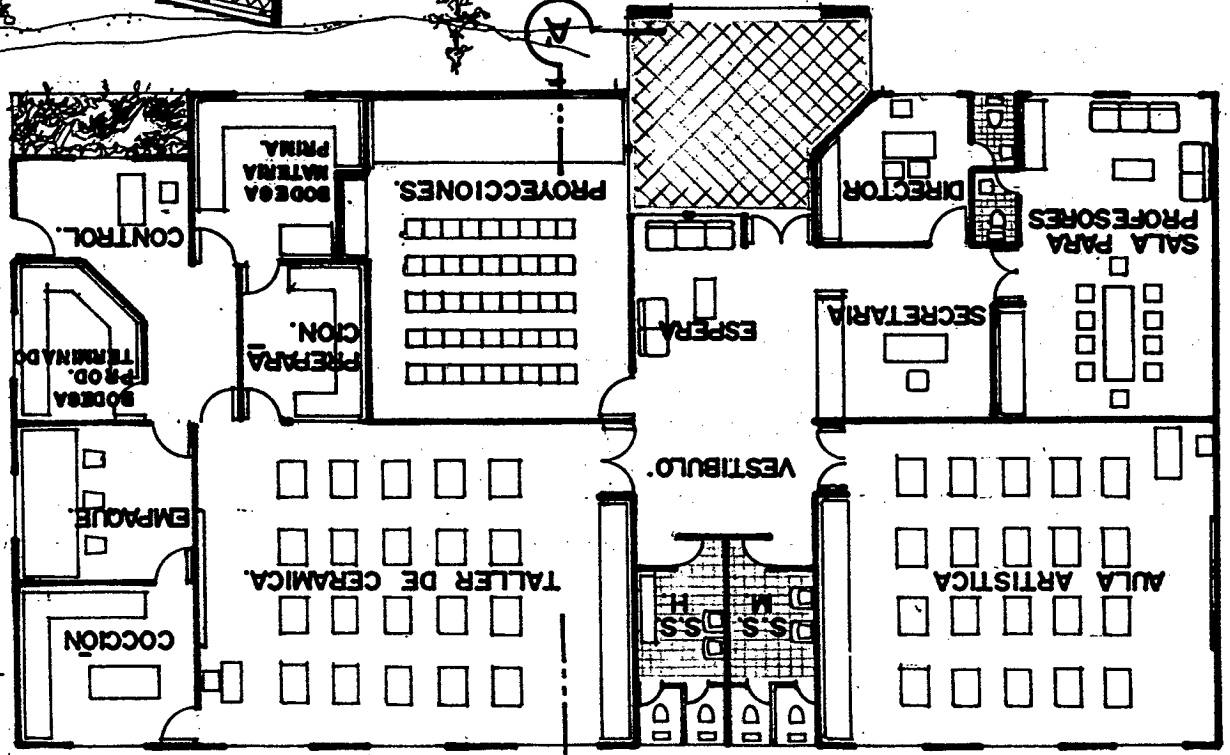 AULA ARTISTICA
S.S.
M
S.S.
H
TALLER DE CERAMICA.
COCCIÓN
EMPAQUE.
VESTIBULO.
BODEGA
PROD.
TERMINADO
PREPARA
CION.
SECRETARIA
ESPERA
SALA PARA
PROFESORES
DIRECTOR
PROYECCIONES.
BODEGA
MATERIA
PRIMA.
CONTROL.
A